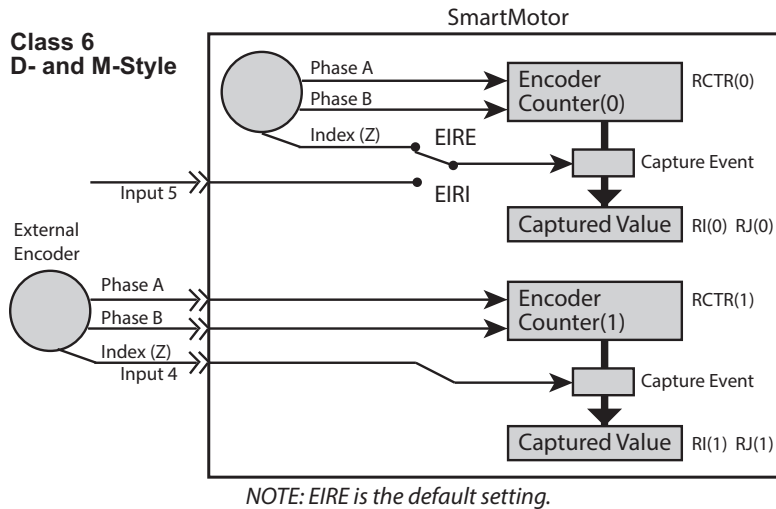 SmartMotor
Class 6
D- and M-Style
Phase A
Phase B
Index (Z)
EIRE
EIRI
Input 5
Encoder
Counter(0)
RCTR(0)
Capture Event
Captured Value
RI(0) RJ(0)
External
Encoder
Phase A
Phase B
Index (Z)
Input 4
Encoder
Counter(1)
RCTR(1)
Capture Event
Captured Value
RI(1) RJ(1)
NOTE: EIRE is the default setting.